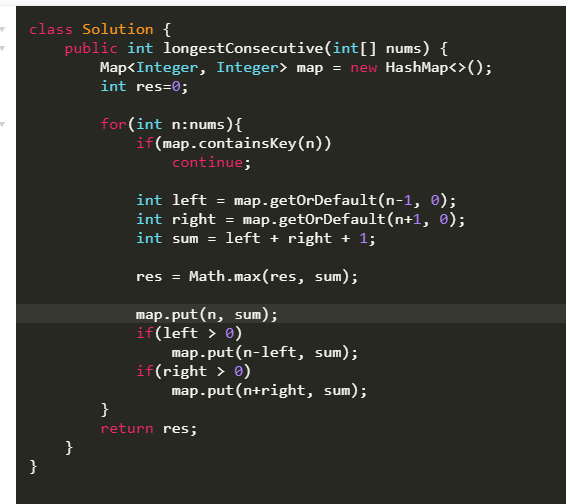 class Solution {
    public int longestConsecutive(int[] nums) {
        Map<Integer, Integer> map = new HashMap<>();
        int res=0;
        for(int n:nums){
            if(map.containsKey(n))
                continue;
            int left = map.getOrDefault(n-1, 0);
            int right = map.getOrDefault(n+1, 0);
            int sum = left + right + 1;
            res = Math.max(res, sum);
            map.put(n, sum);
            if(left > 0)
                map.put(n-left, sum);
            if(right > 0)
                map.put(n+right, sum);
        }
        return res;
    }
}